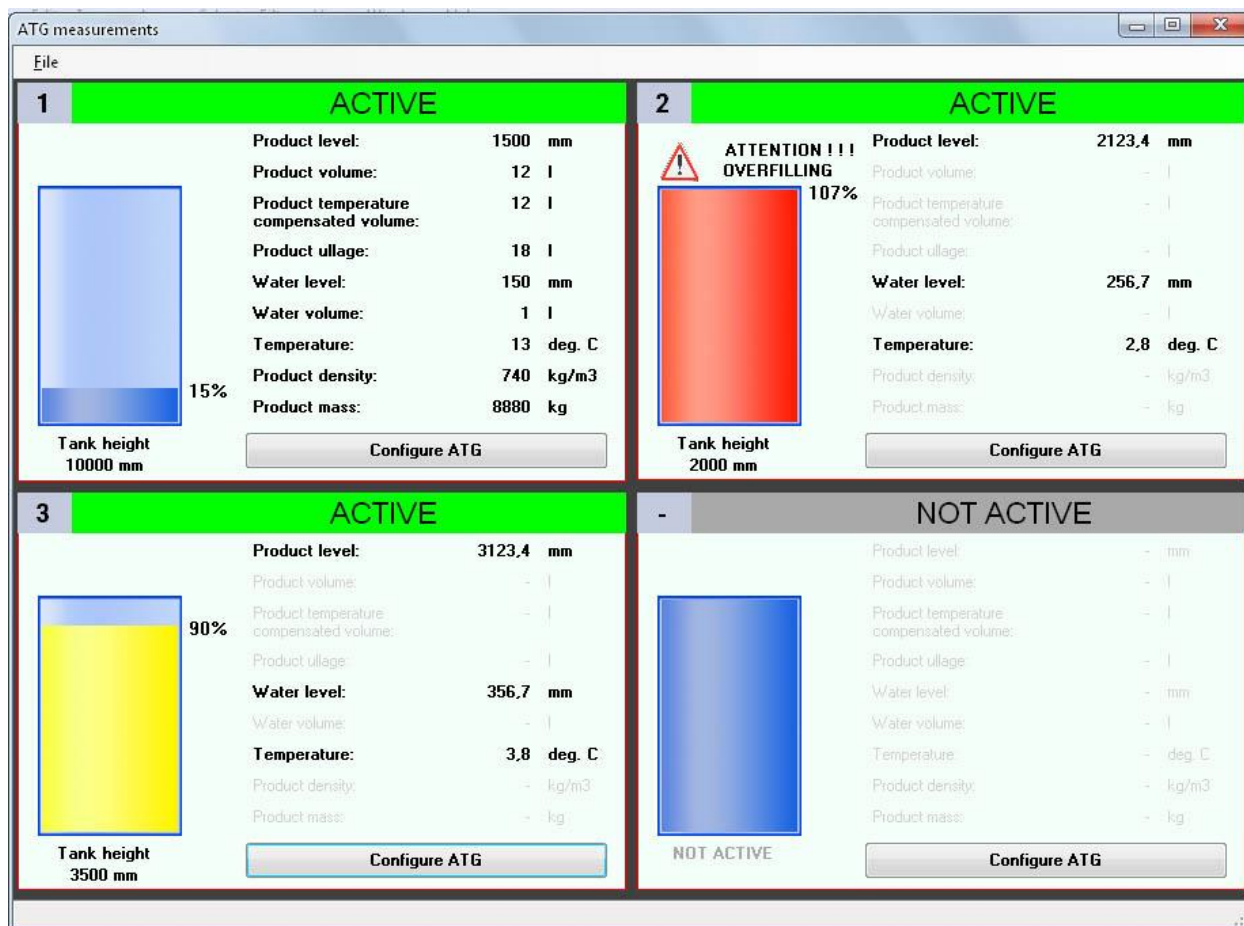 ATG measurements
File
1
ACTIVE
Product level: 1500 mm
Product volume: 12 l
Product temperature
compensated volume: 12 l
Product ullage: 18 l
Water level: 150 mm
Water volume: 1 l
Temperature: 13 deg. C
Product density: 740 kg/m3
Product mass: 8880 kg
15%
Tank height
10000 mm
Configure ATG
2
ACTIVE
ATTENTION ! ! !
OVERFILLING
107%
Product level: 2123,4 mm
Product volume: - l
Product temperature
compensated volume: - l
Product ullage: - l
Water level: 256,7 mm
Water volume: - l
Temperature: 2,8 deg. C
Product density: - kg/m3
Product mass: - kg
Tank height
2000 mm
Configure ATG
3
ACTIVE
Product level: 3123,4 mm
Product volume: - l
Product temperature
compensated volume: - l
Product ullage: - l
Water level: 356,7 mm
Water volume: - l
Temperature: 3,8 deg. C
Product density: - kg/m3
Product mass: - kg
90%
Tank height
3500 mm
Configure ATG
-
NOT ACTIVE
Product level: - mm
Product volume: - l
Product temperature
compensated volume: - l
Product ullage: - l
Water level: - mm
Water volume: - l
Temperature: - deg. C
Product density: - kg/m3
Product mass: - kg
NOT ACTIVE
Configure ATG